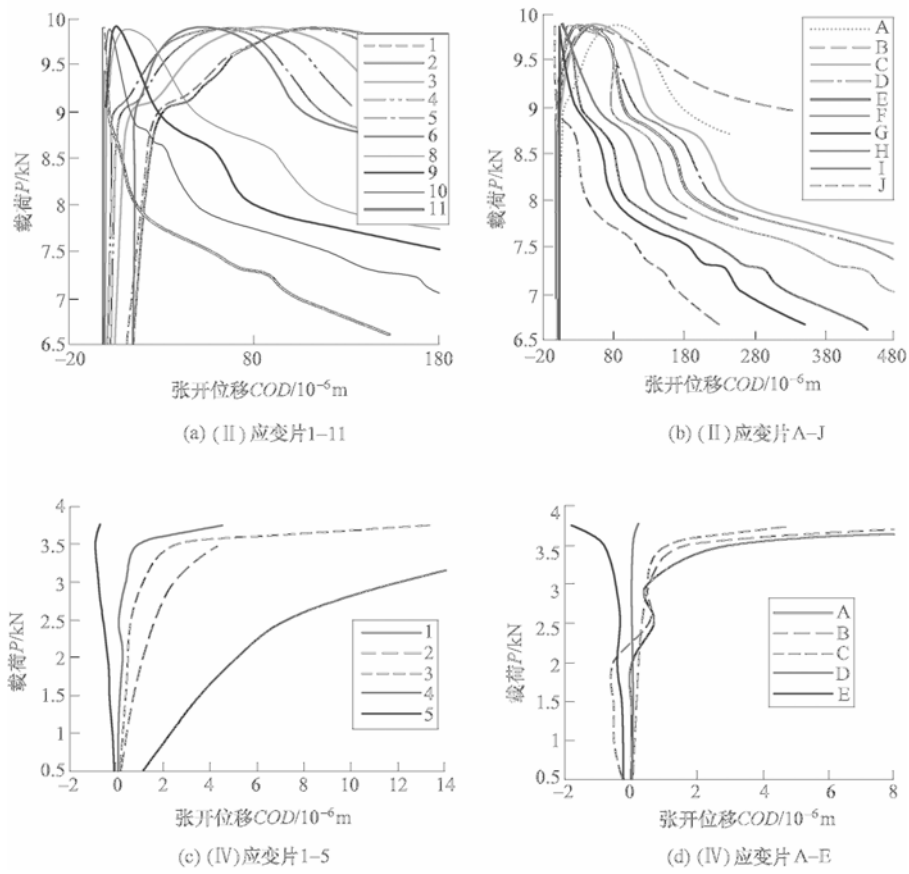 载荷P/kN
10
9.5
9
8.5
8
7.5
7
6.5
-20
80
180
1
2
3
4
5
6
8
9
10
11
张开位移COD/10⁻⁶m
(a) (Ⅱ) 应变片1-11
载荷P/kN
10
9.5
9
8.5
8
7.5
7
6.5
-20
80
180
280
380
480
A
B
C
D
E
F
G
H
I
J
张开位移COD/10⁻⁶m
(b) (Ⅱ) 应变片A-J
载荷P/kN
4
3.5
3
2.5
2
1.5
1
0.5
-2
0
2
4
6
8
10
12
14
1
2
3
4
5
张开位移COD/10⁻⁶m
(c) (Ⅳ) 应变片1-5
载荷P/kN
4
3.5
3
2.5
2
1.5
1
0.5
-2
0
2
4
6
8
A
B
C
D
E
张开位移COD/10⁻⁶m
(d) (Ⅳ) 应变片A-E